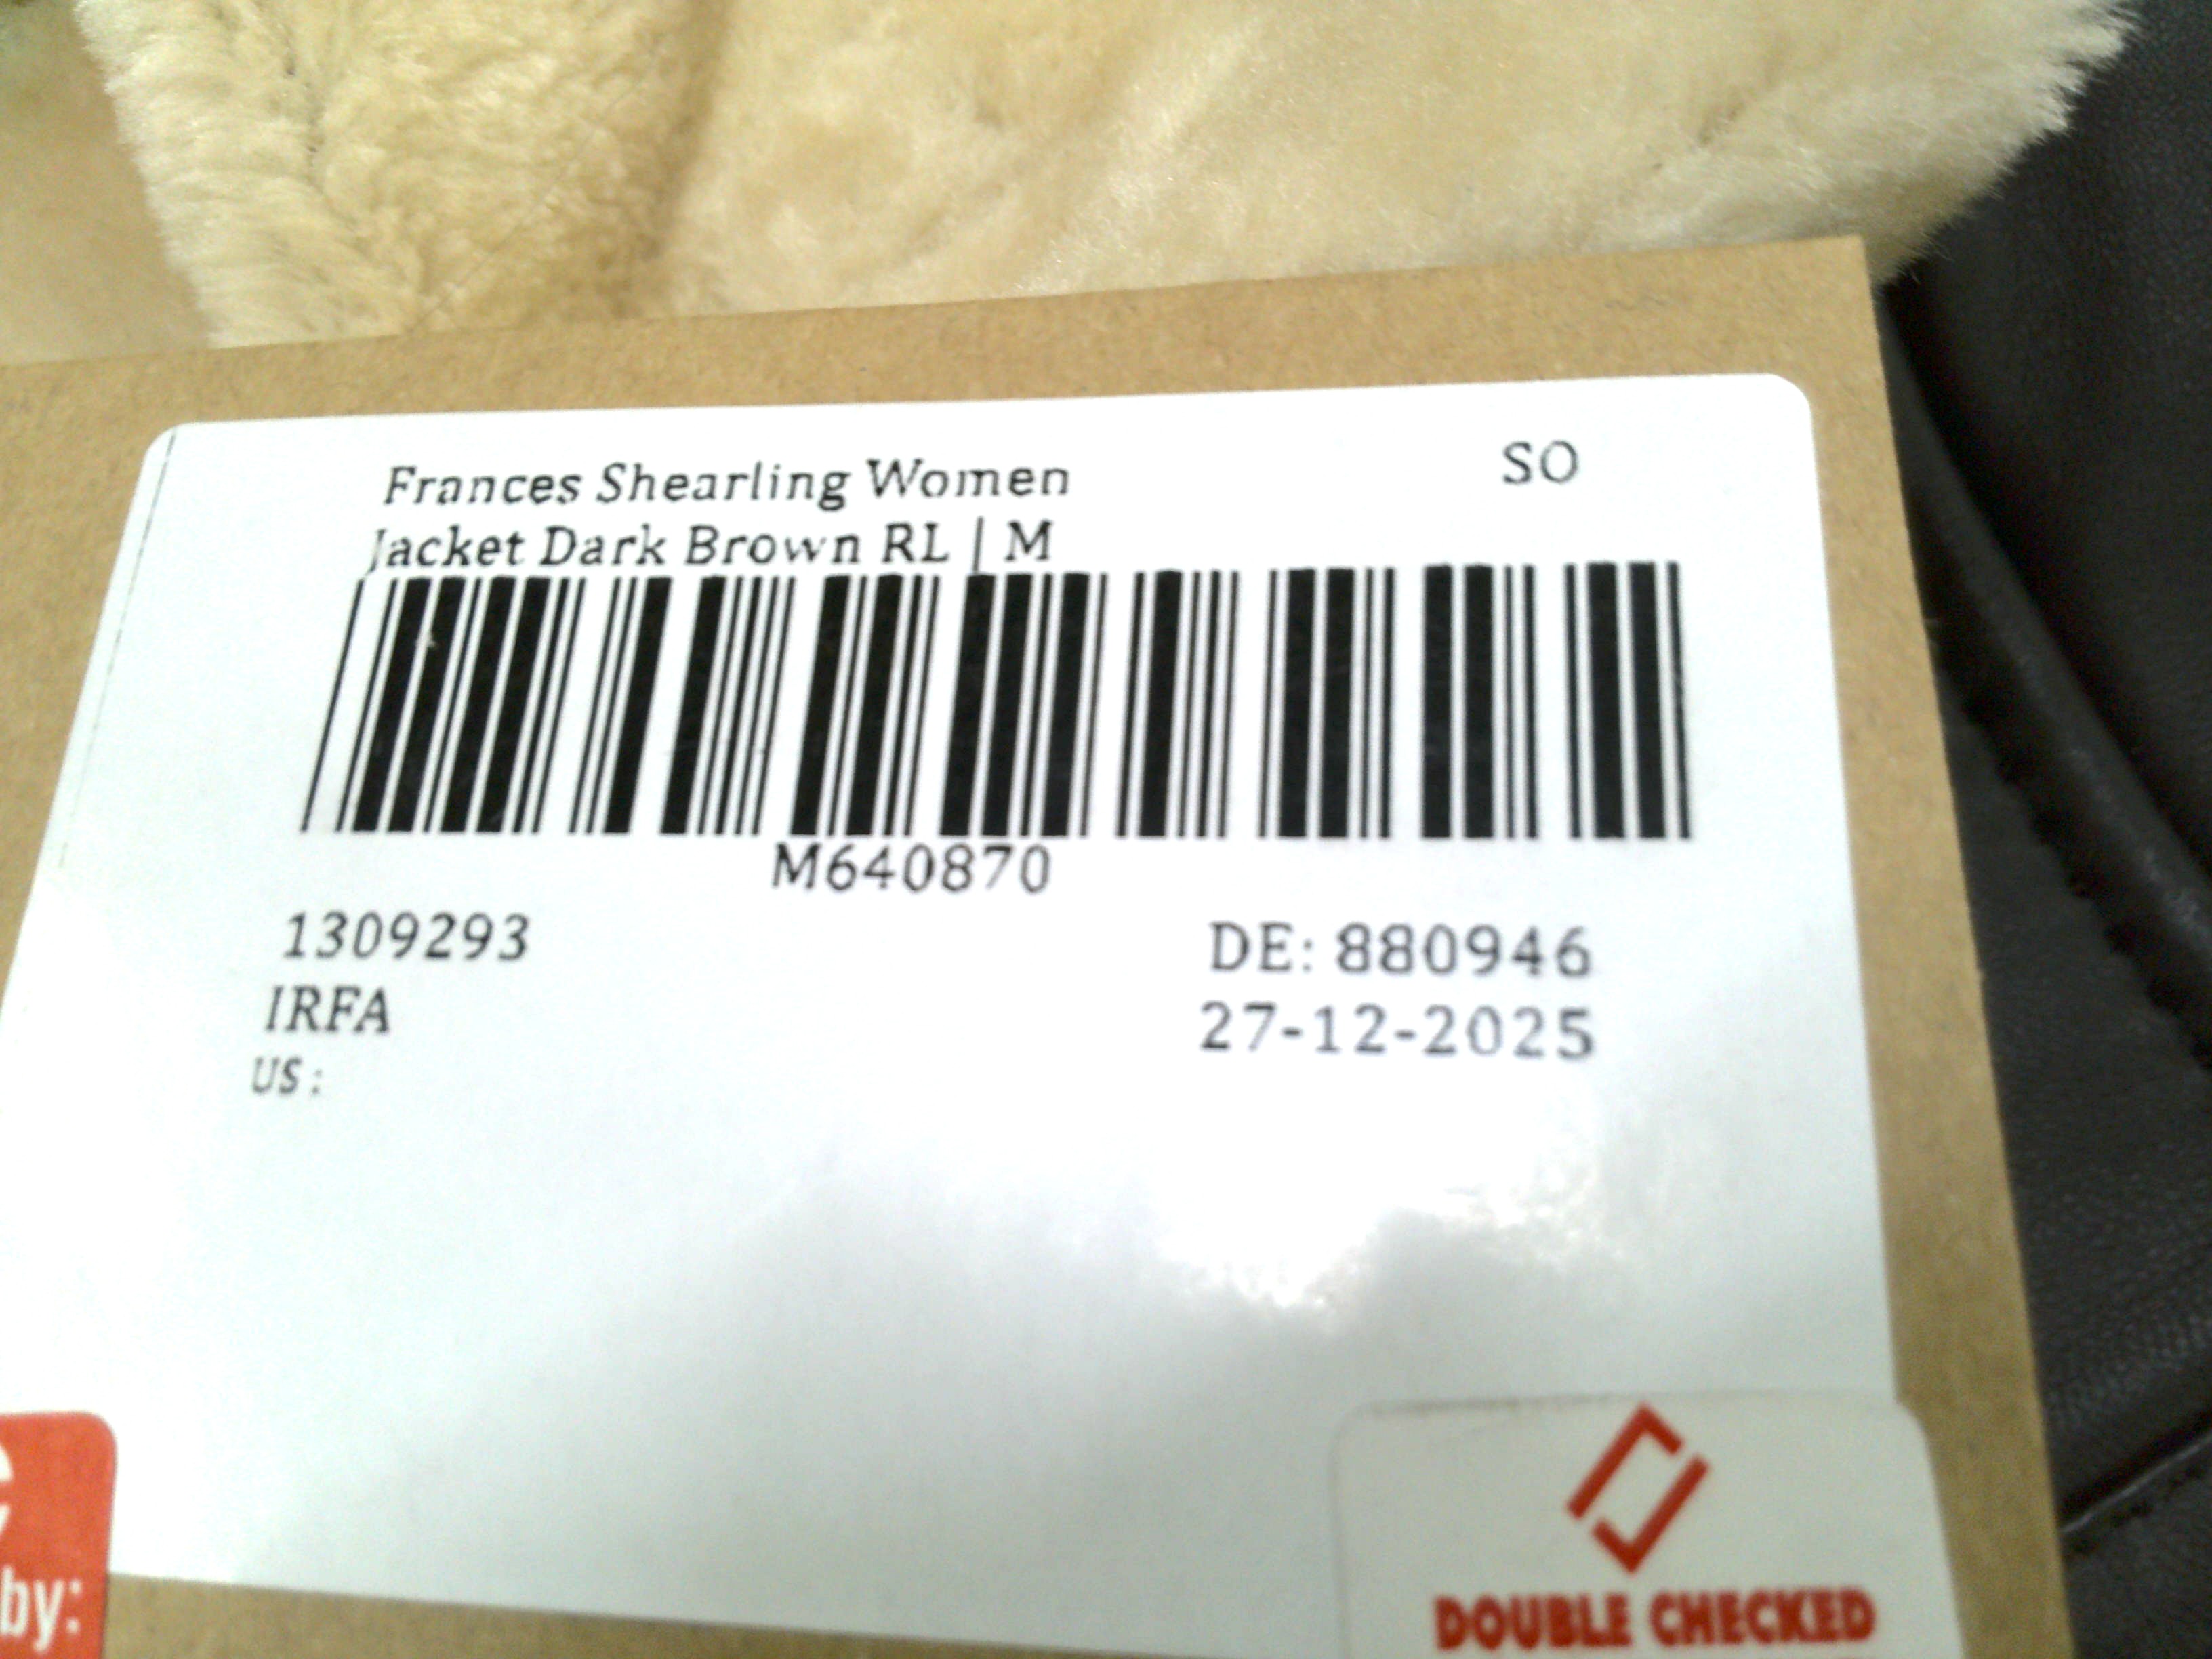 Frances Shearling Women
Jacket Dark Brown RL | M
SO
M640870
1309293
IRFA
US :
DE: 880946
27-12-2025
by:
DOUBLE CHECKED